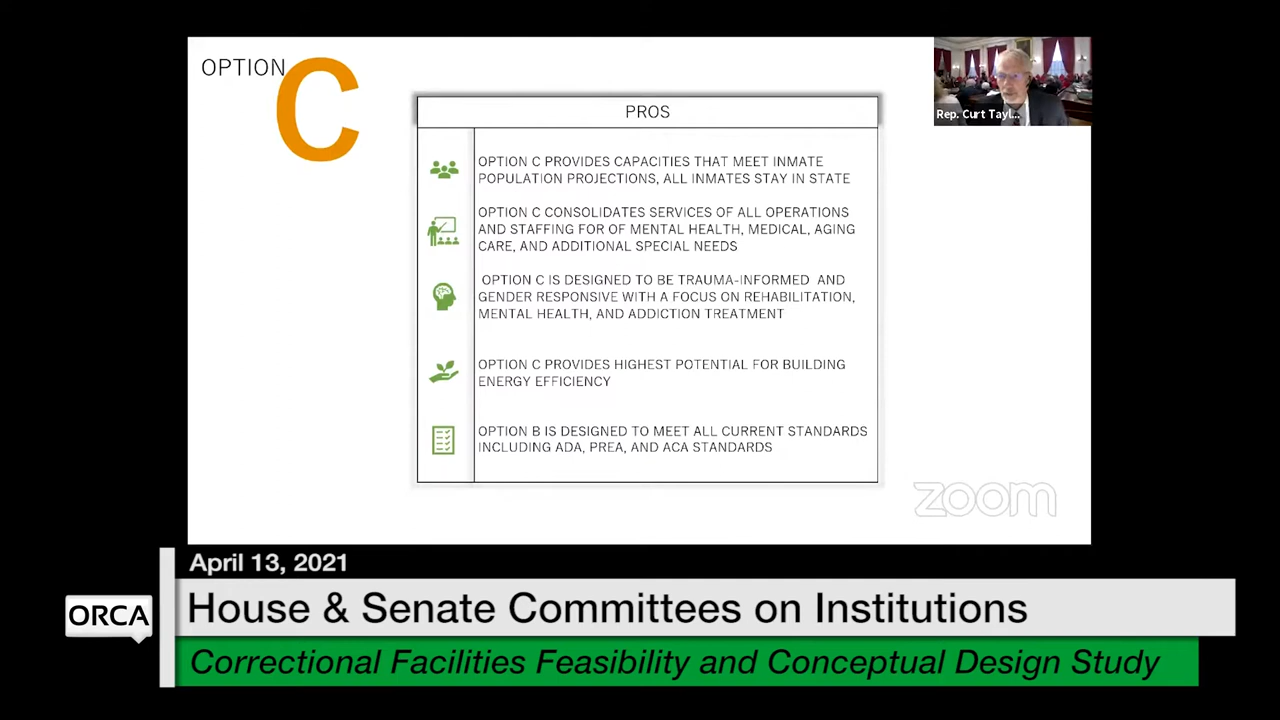 OPTION C
PROS
OPTION C PROVIDES CAPACITIES THAT MEET INMATE
POPULATION PROJECTIONS, ALL INMATES STAY IN STATE
OPTION C CONSOLIDATES SERVICES OF ALL OPERATIONS
AND STAFFING FOR OF MENTAL HEALTH, MEDICAL, AGING
CARE, AND ADDITIONAL SPECIAL NEEDS
OPTION C IS DESIGNED TO BE TRAUMA-INFORMED AND
GENDER RESPONSIVE WITH A FOCUS ON REHABILITATION,
MENTAL HEALTH, AND ADDICTION TREATMENT
OPTION C PROVIDES HIGHEST POTENTIAL FOR BUILDING
ENERGY EFFICIENCY
OPTION B IS DESIGNED TO MEET ALL CURRENT STANDARDS
INCLUDING ADA, PREA, AND ACA STANDARDS
Rep. Curt Tayl...
zoom
April 13, 2021
ORCA
House & Senate Committees on Institutions
Correctional Facilities Feasibility and Conceptual Design Study